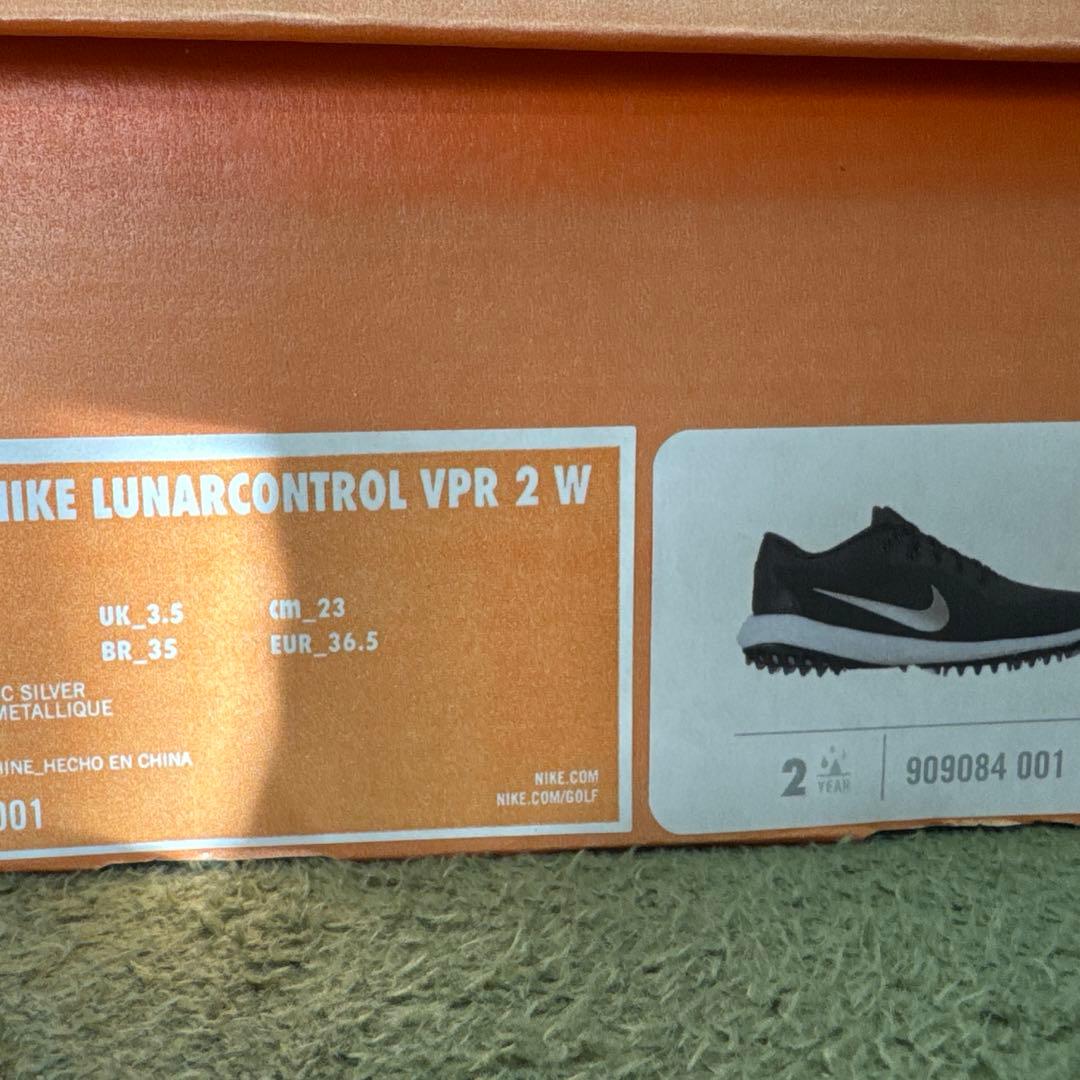 NIKE LUNARCONTROL VPR 2 W
UK_3.5 cm_23
BR_35 EUR_36.5
C SILVER
METALLIQUE
HINE_HECHO EN CHINA
NIKE.COM
NIKE.COM/GOLF
001
2 YEAR
909084 001